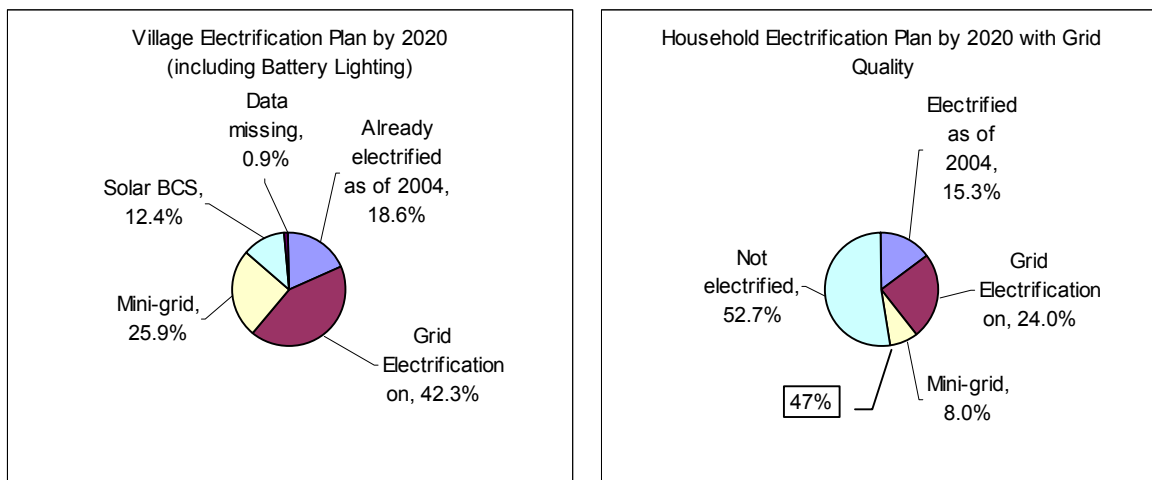 Village Electrification Plan by 2020
(including Battery Lighting)
Data
missing,
0.9%
Already
electrified
as of 2004,
18.6%
Solar BCS,
12.4%
Mini-grid,
25.9%
Grid
Electrification
on, 42.3%
Household Electrification Plan by 2020 with Grid
Quality
Electrified
as of
2004,
15.3%
Not
electrified,
52.7%
Grid
Electrification
on, 24.0%
Mini-grid,
8.0%
47%